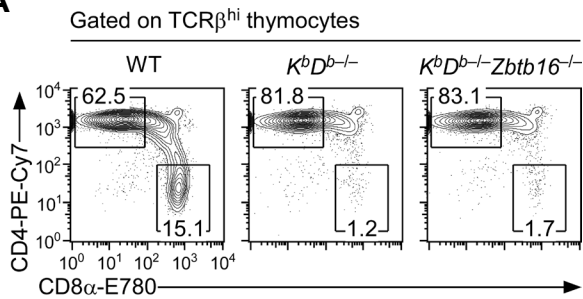 A
Gated on TCRβhi thymocytes
WT
KbDb–/–
KbDb–/–Zbtb16–/–
104
103
102
101
100
62.5
15.1
81.8
1.2
83.1
1.7
100 101 102 103 104
CD4-PE-Cy7
CD8α-E780